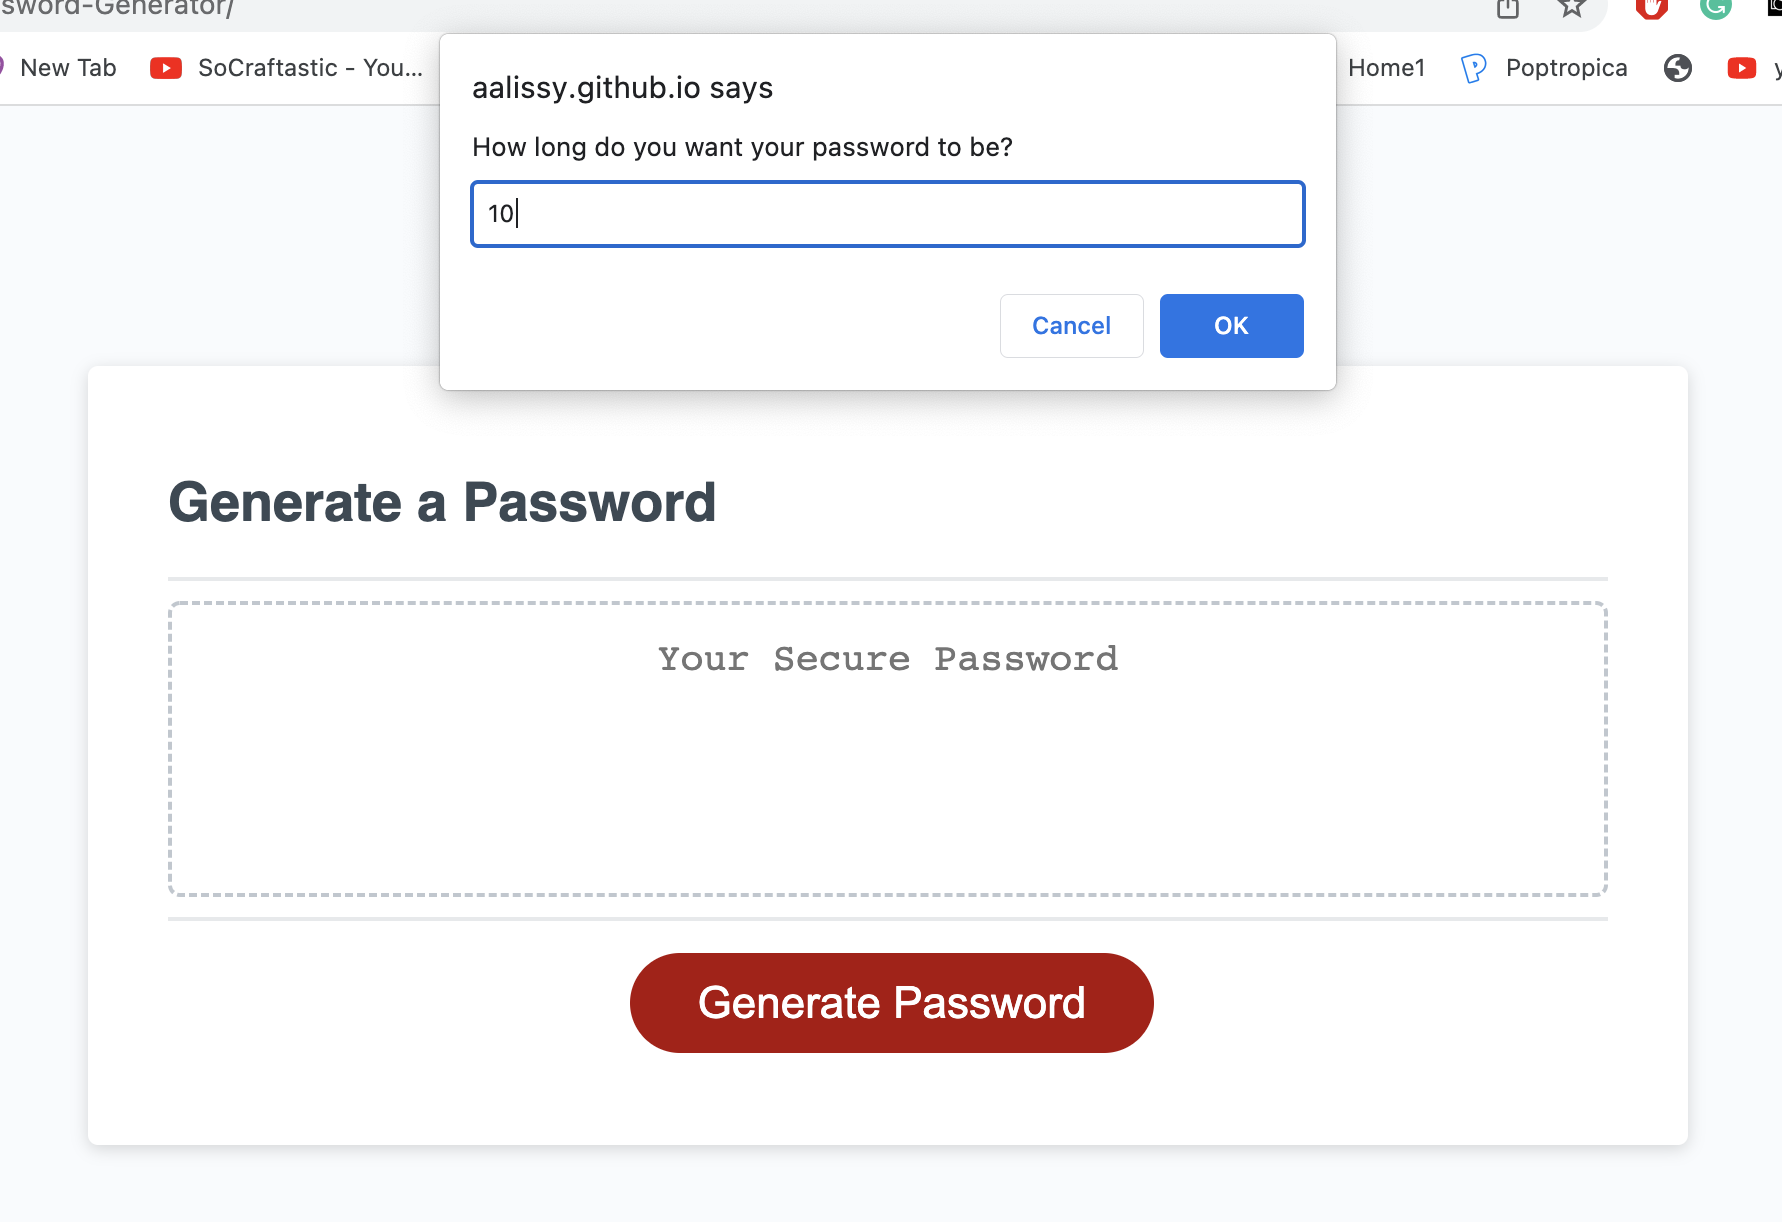 sword-Generator/
New Tab
SoCraftastic - You...
Home1
Poptropica
aalissy.github.io says
How long do you want your password to be?
10
Cancel
OK
Generate a Password
Your Secure Password
Generate Password